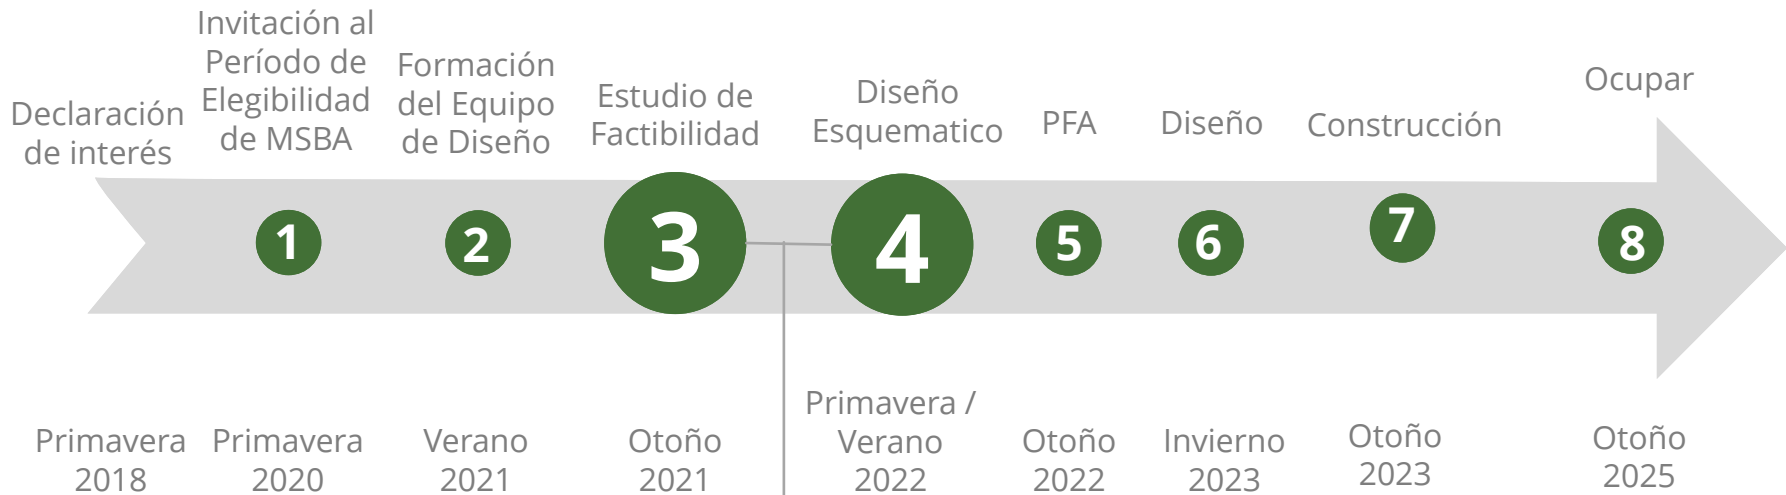 Declaración
de interés
Invitación al
Período de
Elegibilidad
de MSBA
Formación
del Equipo
de Diseño
Estudio de
Factibilidad
Diseño
Esquematico
PFA
Diseño
Construcción
Ocupar
1
2
3
4
5
6
7
8
Primavera
2018
Primavera
2020
Verano
2021
Otoño
2021
Primavera /
Verano
2022
Otoño
2022
Invierno
2023
Otoño
2023
Otoño
2025